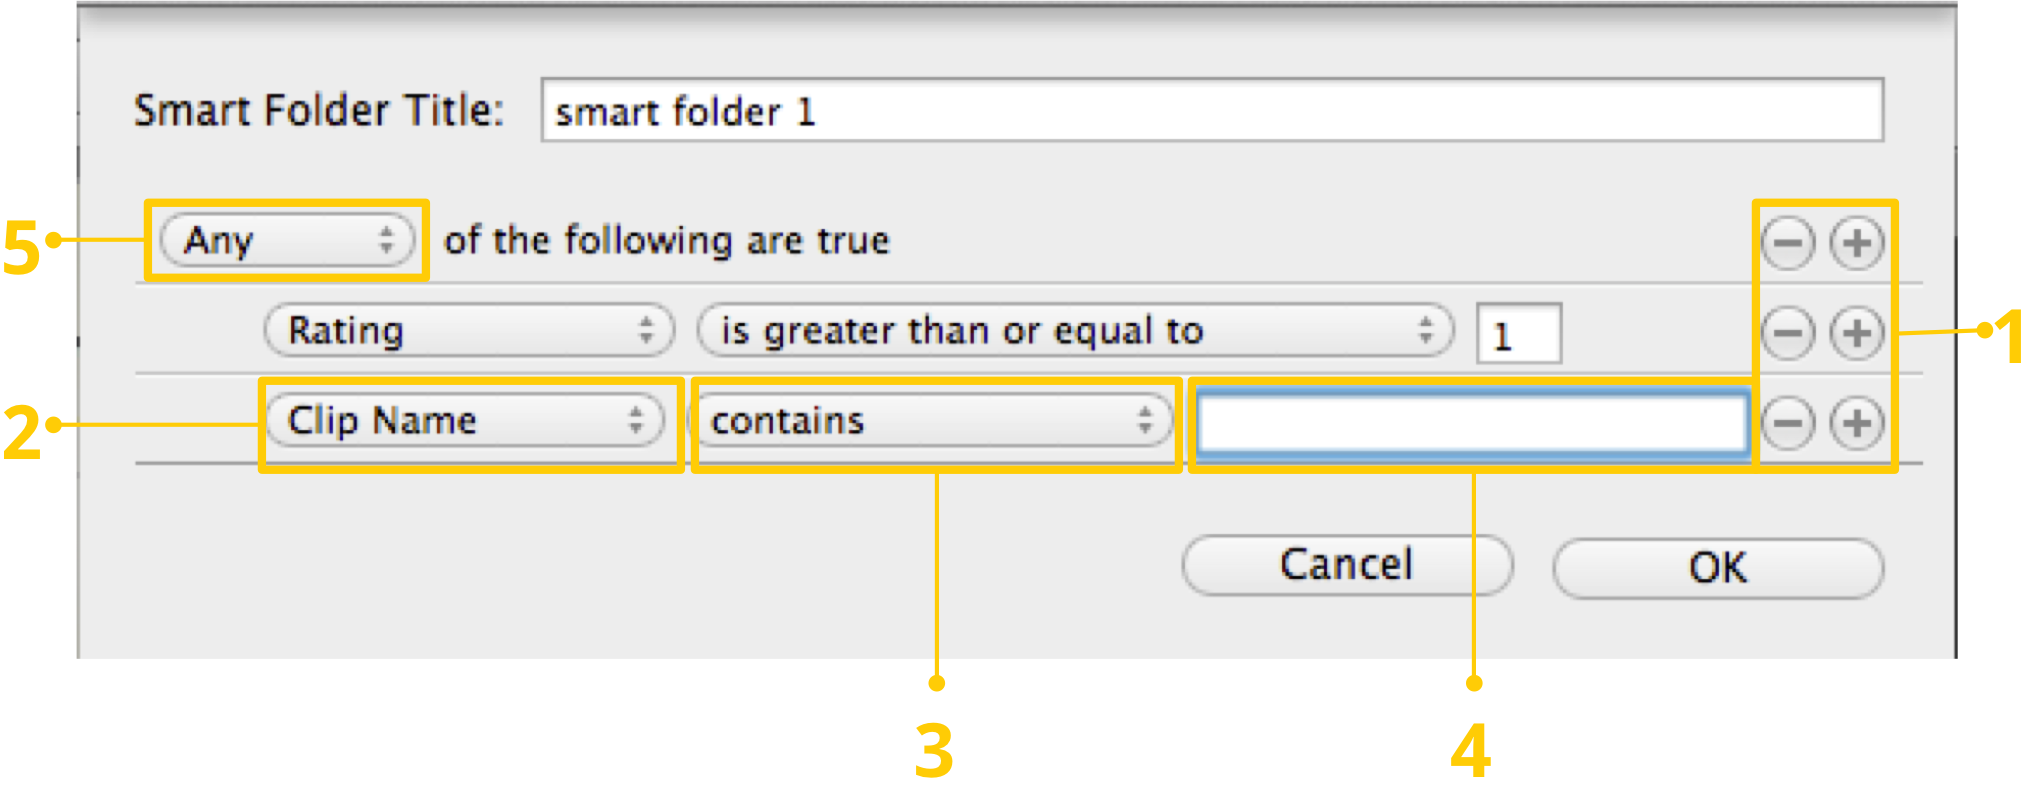 Smart Folder Title: smart folder 1
5 Any of the following are true
Rating is greater than or equal to 1
1
2 Clip Name contains
Cancel OK
3 4